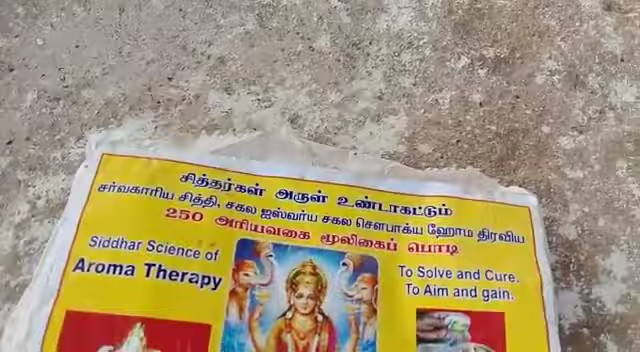 சித்தர்கள் அருள் உண்டாகட்டும்
சர்வகாரிய சித்தி, சகல ஐஸ்வர்ய சகல சௌபாக்ய ஹோம திரவிய
250 அரியவகை மூலிகைப் பொடி
Siddhar Science of
Aroma Therapy
To Solve and Cure.
To Aim and gain.